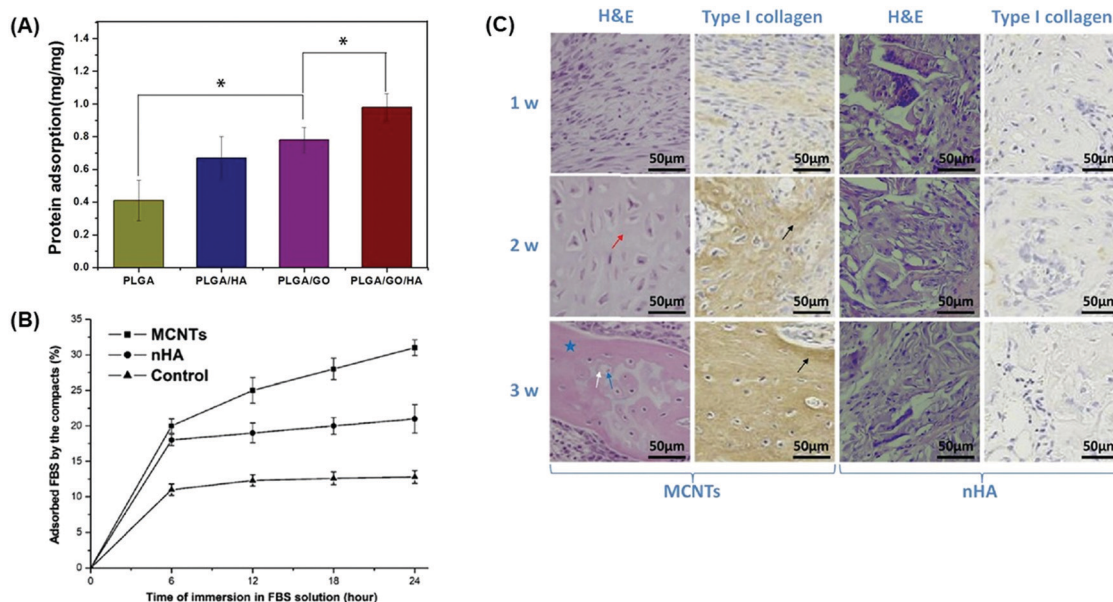 (A)
Protein adsorption(mg/mg)
1.4
1.2
1.0
0.8
0.6
0.4
0.2
0.0
*
*
PLGA PLGA/HA PLGA/GO PLGA/GO/HA
(B)
Adsorbed FBS by the compacts (%)
35
30
25
20
15
10
5
0
MCNTs
nHA
Control
0 6 12 18 24
Time of immersion in FBS solution (hour)
(C)
H&E Type I collagen H&E Type I collagen
1 w
50μm 50μm 50μm 50μm
2 w
50μm 50μm 50μm 50μm
3 w
50μm 50μm 50μm 50μm
MCNTs nHA